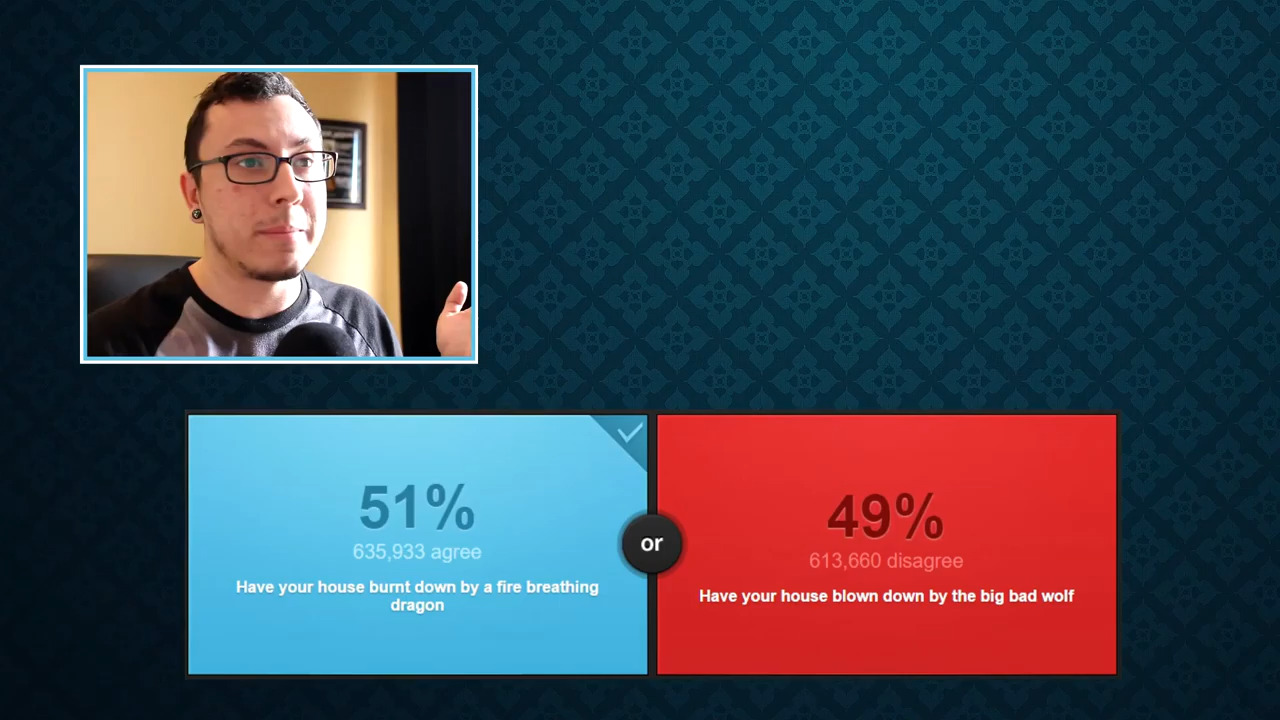 51%
635,933 agree
Have your house burnt down by a fire breathing
dragon
or
49%
613,660 disagree
Have your house blown down by the big bad wolf